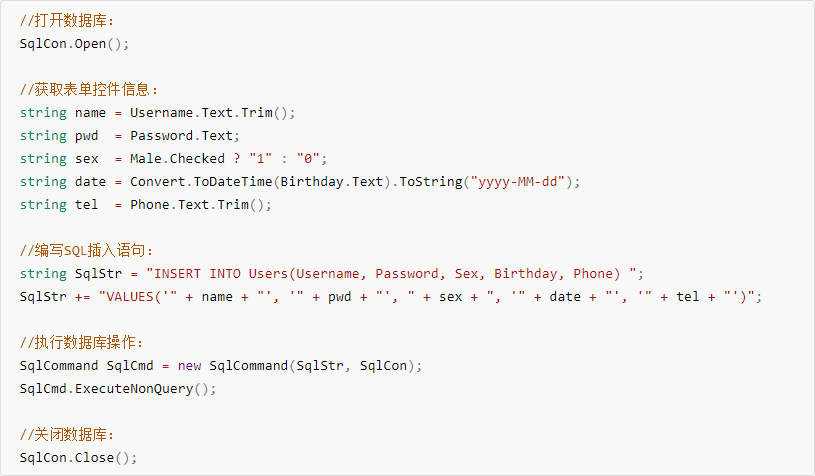 //打开数据库：
SqlCon.Open();
//获取表单控件信息：
string name = Username.Text.Trim();
string pwd  = Password.Text;
string sex  = Male.Checked ? "1" : "0";
string date = Convert.ToDateTime(Birthday.Text).ToString("yyyy-MM-dd");
string tel  = Phone.Text.Trim();
//编写SQL插入语句：
string SqlStr = "INSERT INTO Users(Username, Password, Sex, Birthday, Phone) ";
SqlStr += "VALUES('" + name + "', '" + pwd + "', " + sex + ", '" + date + "', '" + tel + "')";
//执行数据库操作：
SqlCommand SqlCmd = new SqlCommand(SqlStr, SqlCon);
SqlCmd.ExecuteNonQuery();
//关闭数据库：
SqlCon.Close();